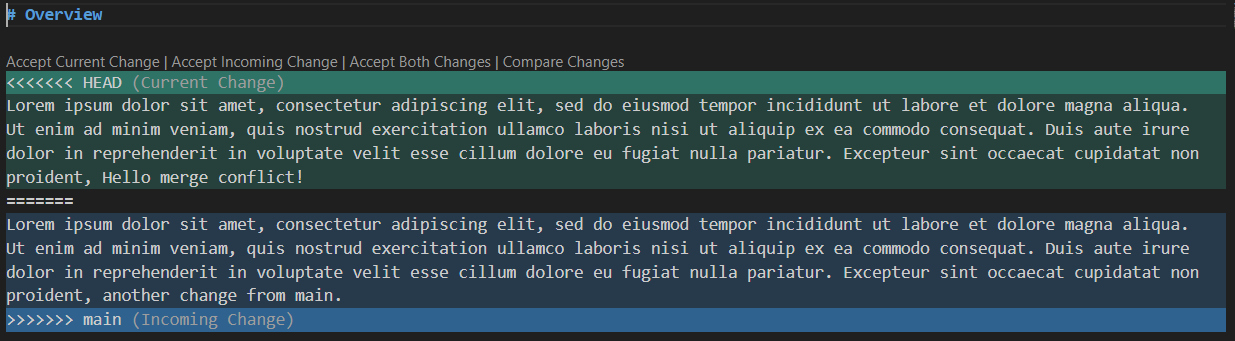 # Overview
Accept Current Change | Accept Incoming Change | Accept Both Changes | Compare Changes
<<<<<<< HEAD (Current Change)
Lorem ipsum dolor sit amet, consectetur adipiscing elit, sed do eiusmod tempor incididunt ut labore et dolore magna aliqua.
Ut enim ad minim veniam, quis nostrud exercitation ullamco laboris nisi ut aliquip ex ea commodo consequat. Duis aute irure
dolor in reprehenderit in voluptate velit esse cillum dolore eu fugiat nulla pariatur. Excepteur sint occaecat cupidatat non
proident, Hello merge conflict!
=======
Lorem ipsum dolor sit amet, consectetur adipiscing elit, sed do eiusmod tempor incididunt ut labore et dolore magna aliqua.
Ut enim ad minim veniam, quis nostrud exercitation ullamco laboris nisi ut aliquip ex ea commodo consequat. Duis aute irure
dolor in reprehenderit in voluptate velit esse cillum dolore eu fugiat nulla pariatur. Excepteur sint occaecat cupidatat non
proident, another change from main.
>>>>>>> main (Incoming Change)